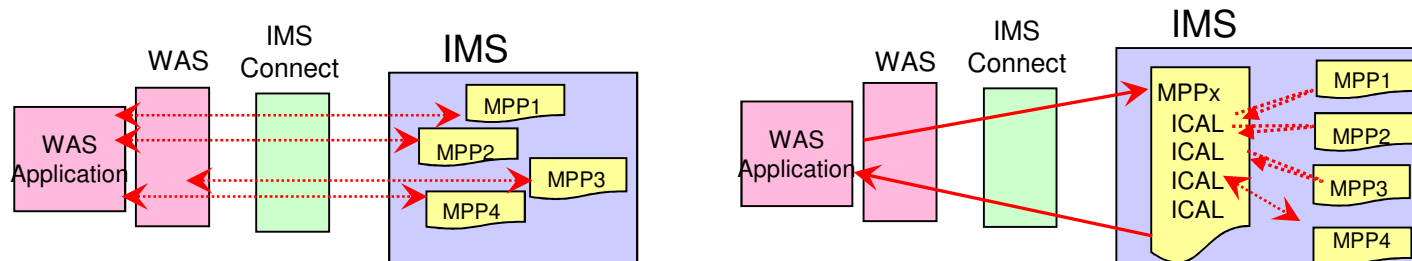 IMS
Connect
WAS
IMS
WAS
Application
MPP1
MPP2
MPP3
MPP4
IMS
Connect
WAS
IMS
WAS
Application
MPPx
ICAL
ICAL
ICAL
ICAL
MPP1
MPP2
MPP3
MPP4